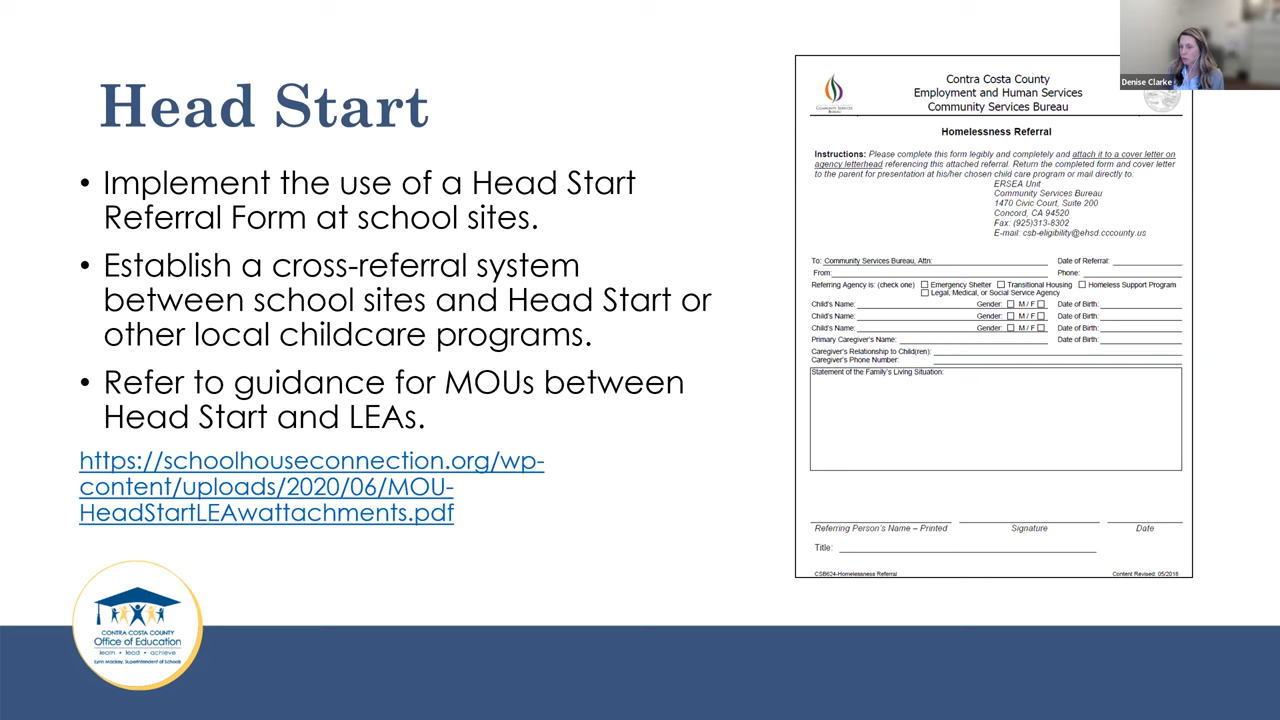 Head Start
• Implement the use of a Head Start
Referral Form at school sites.
• Establish a cross-referral system
between school sites and Head Start or
other local childcare programs.
• Refer to guidance for MOUs between
Head Start and LEAs.
https://schoolhouseconnection.org/wp-
content/uploads/2020/06/MOU-
HeadStartLEAwattachments.pdf
CONTRA COSTA COUNTY
Office of Education
learn • lead • achieve
Lynn Mackey, Superintendent of Schools
Denise Clarke
COMMUNITY SERVICES
BUREAU
Contra Costa County
Employment and Human Services
Community Services Bureau
Homelessness Referral
Instructions: Please complete this form legibly and completely and attach it to a cover letter on
agency letterhead referencing this attached referral. Return the completed form and cover letter
to the parent for presentation at his/her chosen child care program or mail directly to:
ERSEA Unit
Community Services Bureau
1470 Civic Court, Suite 200
Concord, CA 94520
Fax: (925)313-8302
E-mail: csb-eligibility@ehsd.cccounty.us
To: Community Services Bureau, Attn: Date of Referral:
From: Phone:
Referring Agency is: (check one) Emergency Shelter Transitional Housing Homeless Support Program
Legal, Medical, or Social Service Agency
Child's Name: Gender: M / F Date of Birth:
Child's Name: Gender: M / F Date of Birth:
Child's Name: Gender: M / F Date of Birth:
Primary Caregiver's Name: Date of Birth:
Caregiver's Relationship to Child(ren):
Caregiver's Phone Number:
Statement of the Family's Living Situation:
Referring Person's Name – Printed Signature Date
Title:
CSB624-Homelessness Referral Content Revised: 05/2018